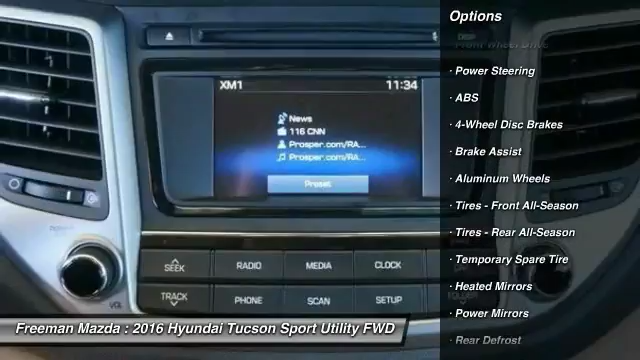 Options
Front Wheel Drive
· Power Steering
· ABS
· 4-Wheel Disc Brakes
· Brake Assist
· Aluminum Wheels
· Tires - Front All-Season
· Tires - Rear All-Season
· Temporary Spare Tire
· Heated Mirrors
· Power Mirrors
· Rear Defrost
XM1
11:34
News
116 CNN
Prosper.com/RA...
Prosper.com/RA...
Preset
SEEK
RADIO
MEDIA
CLOCK
TRACK
PHONE
SCAN
SETUP
VOL
Freeman Mazda : 2016 Hyundai Tucson Sport Utility FWD